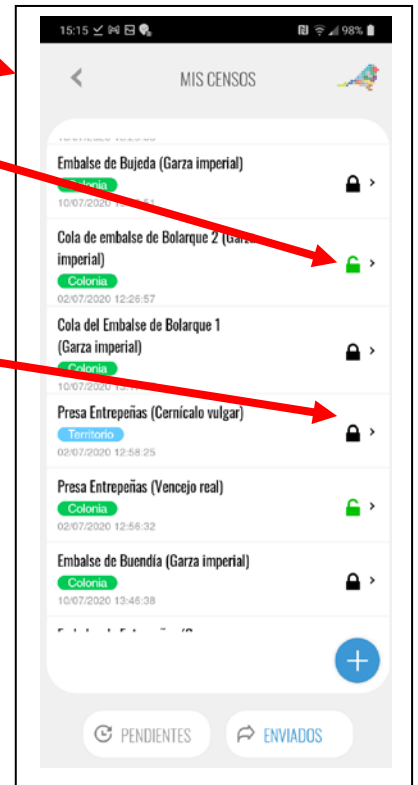 15:15
98%
MIS CENSOS
Embalse de Bujeda (Garza imperial)
Colonia
10/07/2020
Cola de embalse de Bolarque 2 (Garza
imperial)
Colonia
02/07/2020 12:26:57
Cola del Embalse de Bolarque 1
(Garza imperial)
Colonia
10/07/2020
Presa Entrepeñas (Cernícalo vulgar)
Territorio
02/07/2020 12:58:25
Presa Entrepeñas (Vencejo real)
Colonia
02/07/2020 12:56:32
Embalse de Buendía (Garza imperial)
Colonia
10/07/2020 13:46:38
PENDIENTES
ENVIADOS